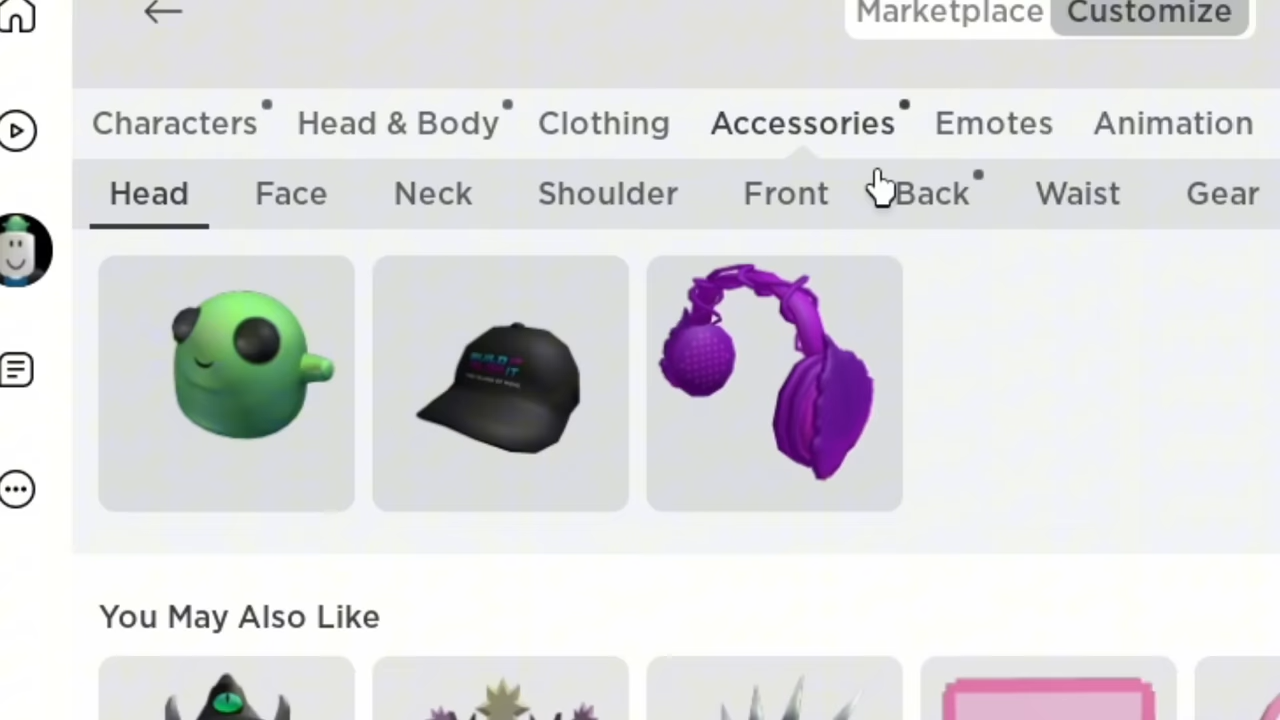 Marketplace Customize
Characters Head & Body Clothing Accessories Emotes Animation
Head Face Neck Shoulder Front Back Waist Gear
You May Also Like